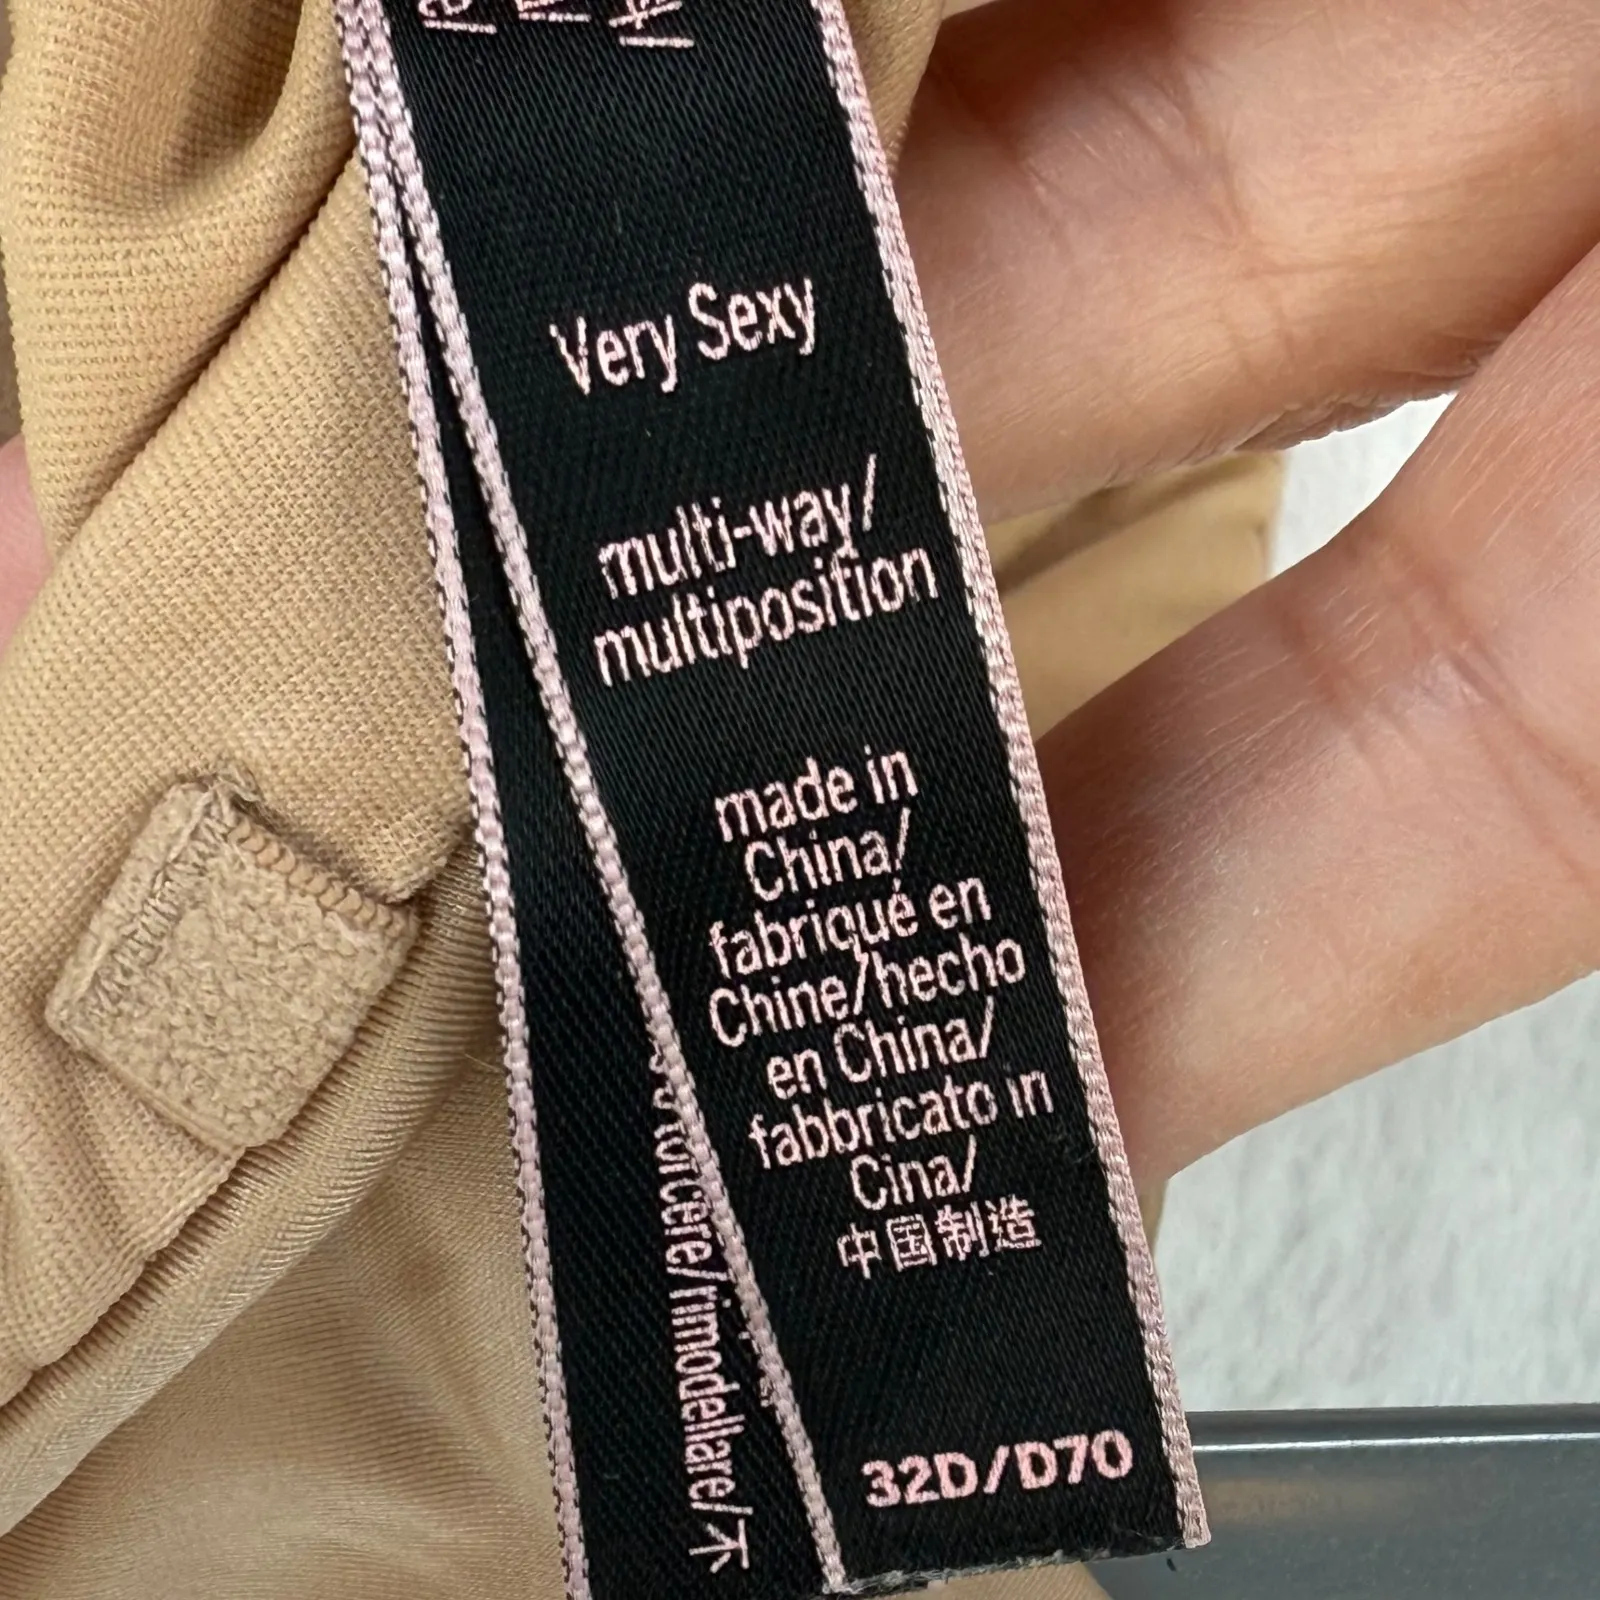 Very Sexy
multi-way/
multiposition
made in
China/
fabriqué en
Chine/hecho
en China/
fabbricato in
Cina/
中国制造
32D/D70
torcere/rimodellare/不